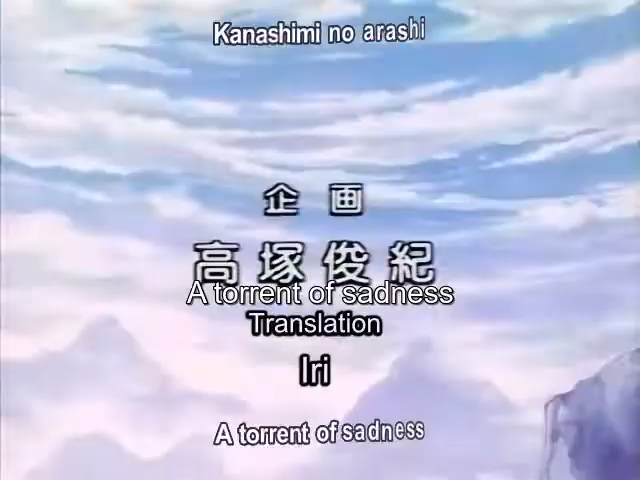 Kanashimi no arashi
企画
高塚俊紀
A torrent of sadness
Translation
Iri
A torrent of sadness